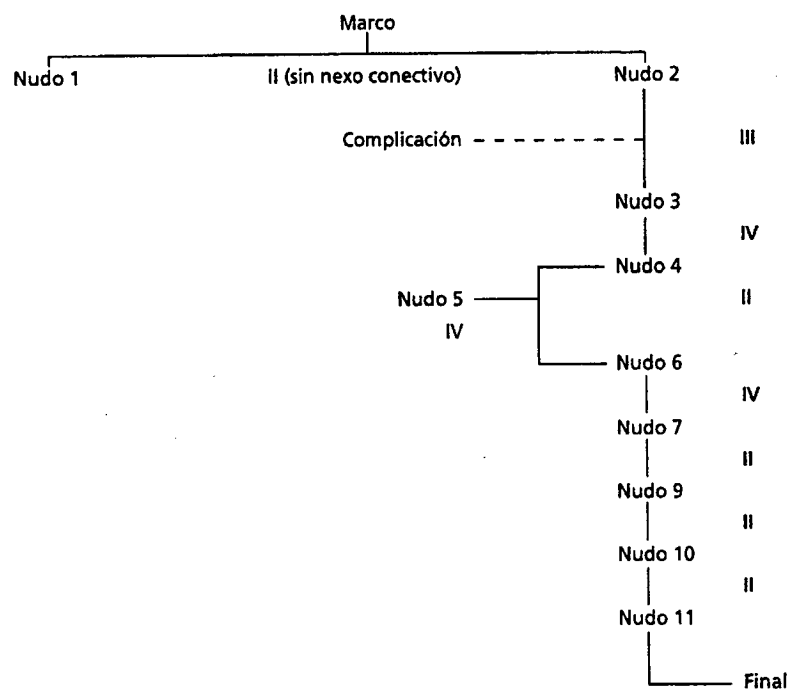 Marco
Nudo 1 II (sin nexo conectivo) Nudo 2
Complicación III
Nudo 3
IV
Nudo 4
Nudo 5 II
IV
Nudo 6
IV
Nudo 7
II
Nudo 9
II
Nudo 10
II
Nudo 11
Final